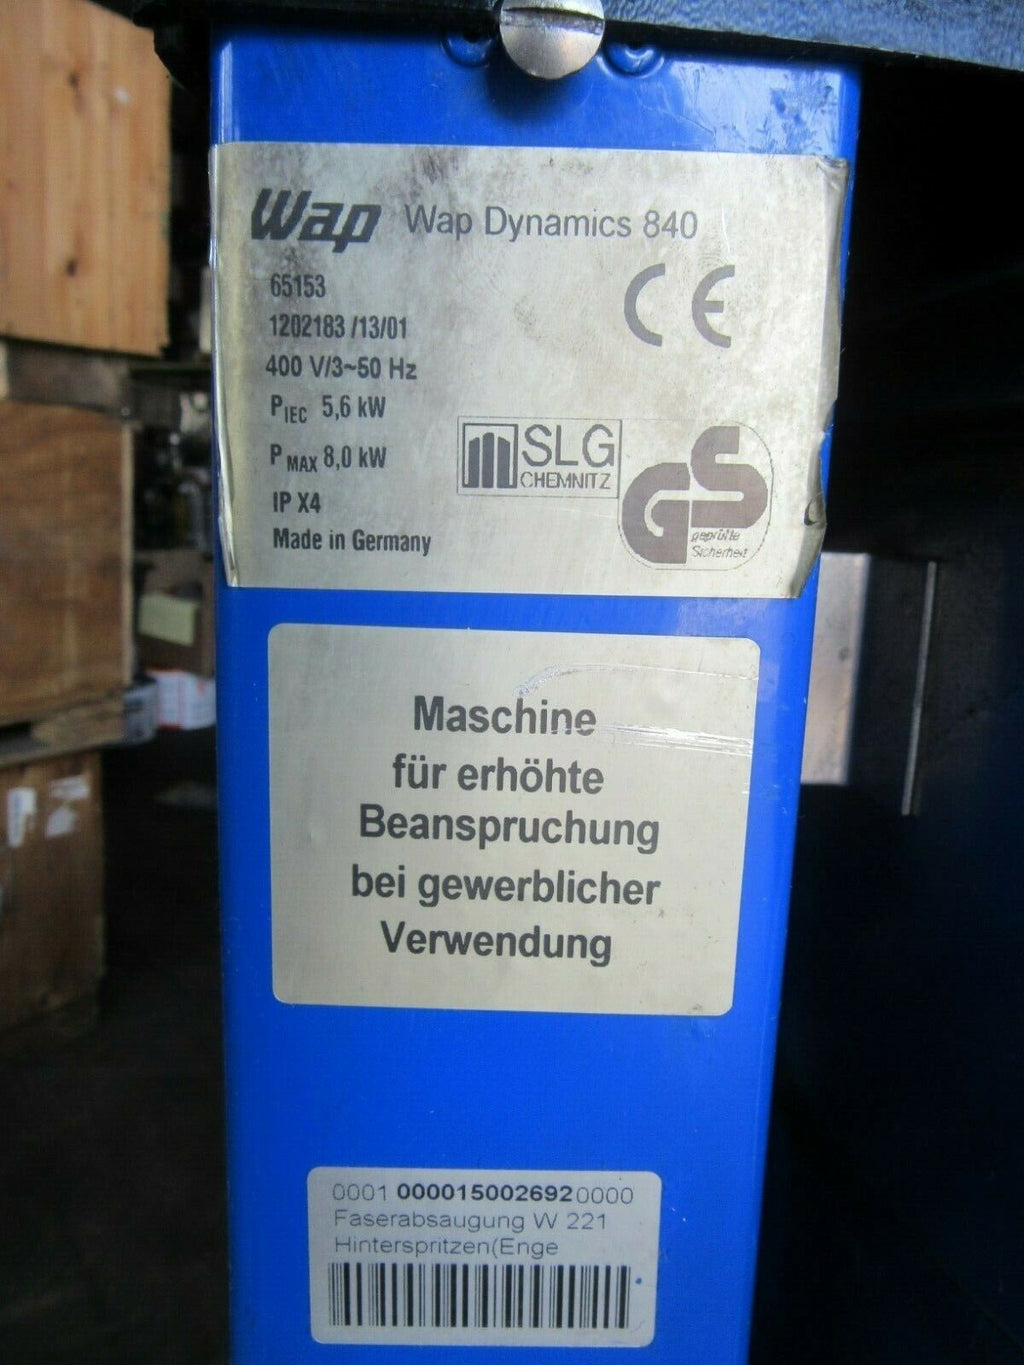 Wap Wap Dynamics 840
65153
1202183 /13/01
CE
400 V/3~50 Hz
PIEC 5,6 kW
PMAX 8,0 kW
IP X4
Made in Germany
SLG
CHEMNITZ
GS
geprüfte
Sicherheit
Maschine
für erhöhte
Beanspruchung
bei gewerblicher
Verwendung
0001 0000150026920000
Faserabsaugung W 221
Hinterspritzen(Enge